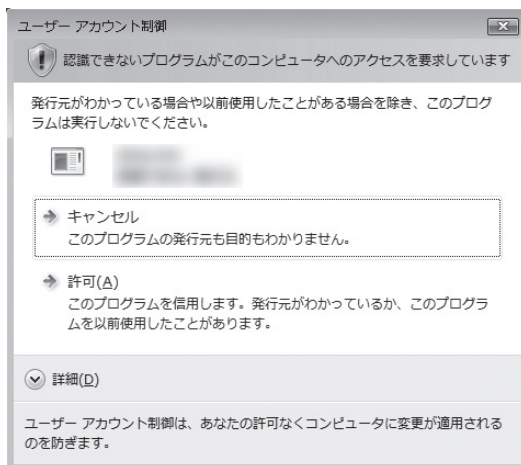 ユーザー アカウント制御
認識できないプログラムがこのコンピュータへのアクセスを要求しています
発行元がわかっている場合や以前使用したことがある場合を除き、このプログ
ラムは実行しないでください。
キャンセル
このプログラムの発行元も目的もわかりません。
許可(A)
このプログラムを信用します。発行元がわかっているか、このプログラ
ムを以前使用したことがあります。
詳細(D)
ユーザー アカウント制御は、あなたの許可なくコンピュータに変更が適用される
のを防ぎます。